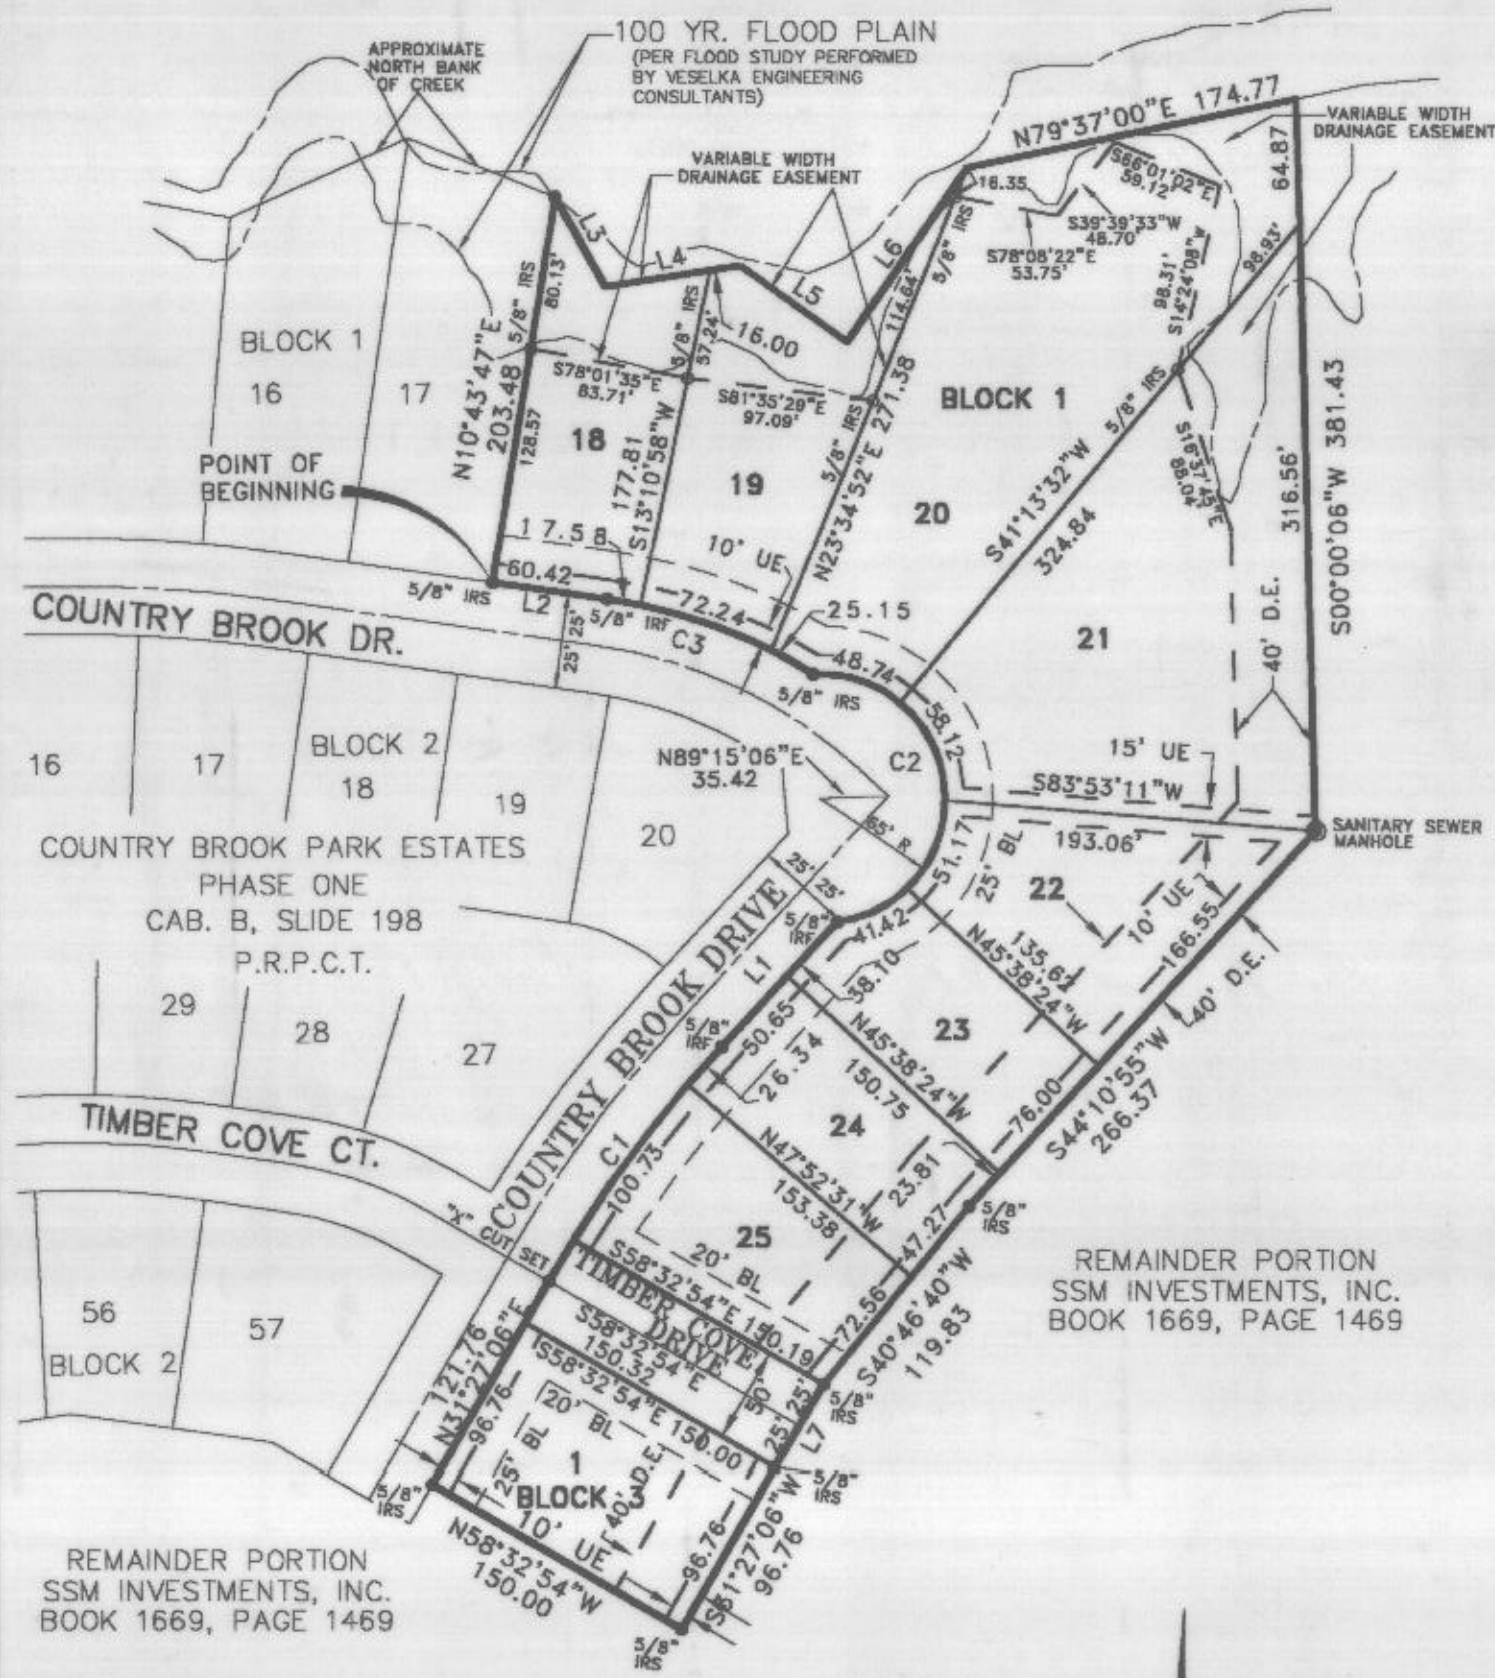 100 YR. FLOOD PLAIN
(PER FLOOD STUDY PERFORMED
BY VESELKA ENGINEERING
CONSULTANTS)
APPROXIMATE
NORTH BANK
OF CREEK
N79°37'00"E 174.77
VARIABLE WIDTH
DRAINAGE EASEMENT
VARIABLE WIDTH
DRAINAGE EASEMENT
64.87
S66°01'02"E
59.12'
16.35
S39°39'33"W
48.70'
S78°08'22"E
53.75'
98.31'
S14°24'08"W
98.93'
L3
L4
L5
L6
5/8" IRS
114.64'
5/8" IRS
80.13'
5/8" IRS
57.24'
16.00
BLOCK 1
16
17
N10°43'47"E
203.48
128.57
S78°01'35"E
83.71'
S81°35'29"E
97.09'
BLOCK 1
5/8" IRS
S16°37'45"E
88.04'
316.56'
S00°00'06"W 381.43
POINT OF
BEGINNING
18
177.81
S13°10'58"W
19
5/8" IRS
N23°34'52"E 271.38
20
S41°13'32"W
324.84
17.58
10' UE
60.42
5/8" IRS
L2
5/8" IRF
72.24
C3
25.15
48.74
21
40' D.E.
COUNTRY BROOK DR.
25' 25'
5/8" IRS
58.12
16
17
BLOCK 2
18
19
20
N89°15'06"E
35.42
C2
15' UE
S83°53'11"W
193.06'
SANITARY SEWER
MANHOLE
COUNTRY BROOK PARK ESTATES
PHASE ONE
CAB. B, SLIDE 198
P.R.P.C.T.
65' R
51.17
25' BL
22
10' UE
166.55
25' 25'
5/8"
IRF
41.42
38.10
135.62
N45°38'24"W
40' D.E.
29
28
27
COUNTRY BROOK DRIVE
L1
5/8"
IRF
50.65
26.34
23
N45°38'24"W
150.75
76.00
S44°10'55"W
266.37
TIMBER COVE CT.
C1
100.73
24
N47°52'31"W
153.38
23.81
47.27
5/8"
IRS
"X" CUT SET
COUNTRY BROOK DRIVE
25
20' BL
S58°32'54"E 150.19
TIMBER COVE
DRIVE
S58°32'54"E
150.32
S58°32'54"E 150.00
72.56
S40°46'40"W
119.83
REMAINDER PORTION
SSM INVESTMENTS, INC.
BOOK 1669, PAGE 1469
56
BLOCK 2
57
121.76
N31°27'06"E
96.76
50'
25' 25'
5/8"
IRS
L7
20' BL
25' BL
1
BLOCK 3
40' D.E.
5/8"
IRS
5/8"
IRS
10' UE
96.76
S31°27'06"W
96.76
N58°32'54"W
150.00
5/8"
IRS
REMAINDER PORTION
SSM INVESTMENTS, INC.
BOOK 1669, PAGE 1469